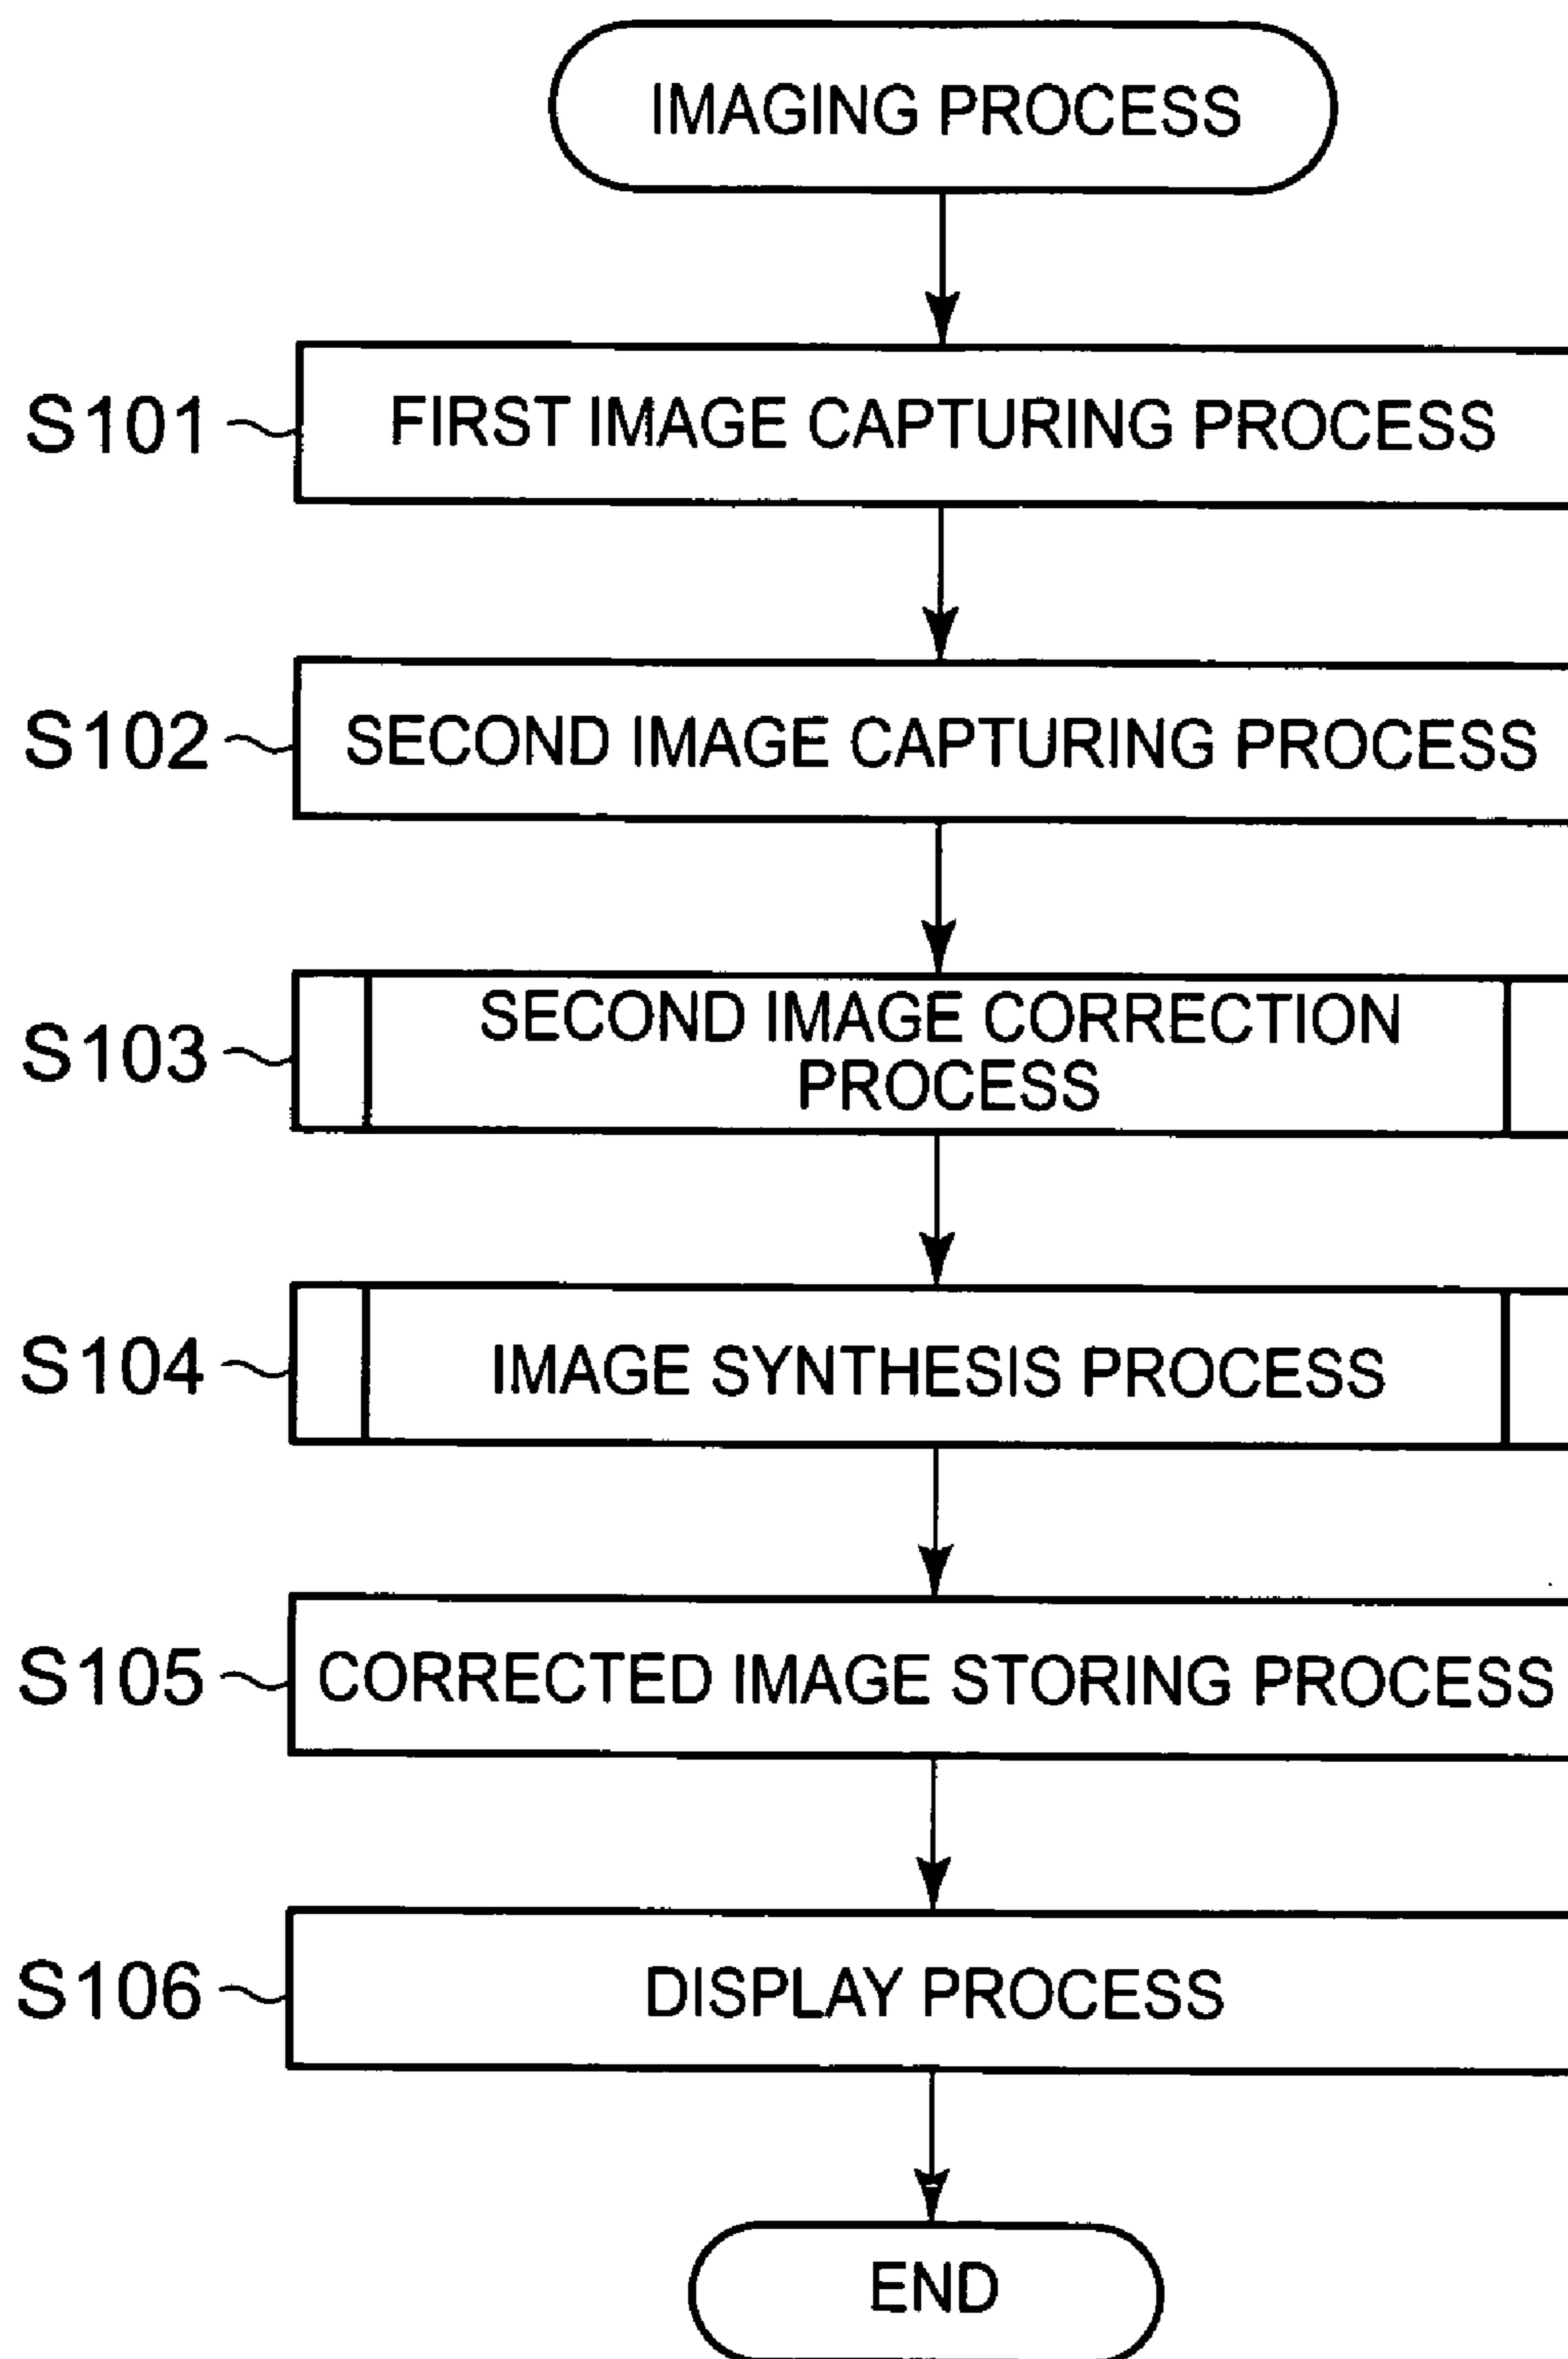 IMAGING PROCESS
S101
FIRST IMAGE CAPTURING PROCESS
S102
SECOND IMAGE CAPTURING PROCESS
S103
SECOND IMAGE CORRECTION
PROCESS
S104
IMAGE SYNTHESIS PROCESS
S105
CORRECTED IMAGE STORING PROCESS
S106
DISPLAY PROCESS
END